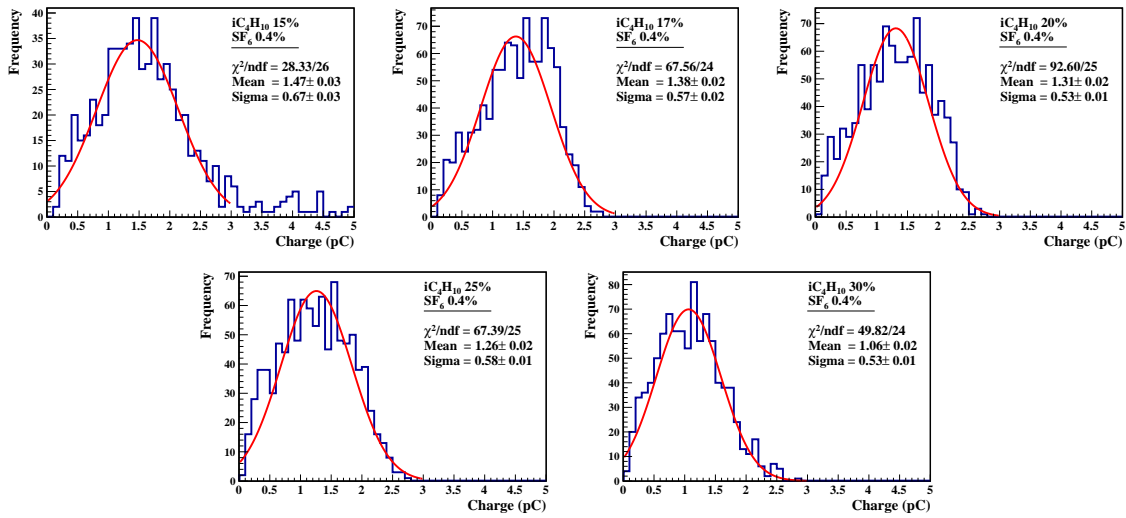 Frequency
40
35
30
25
20
15
10
5
0
0 0.5 1 1.5 2 2.5 3 3.5 4 4.5 5
Charge (pC)
iC₄H₁₀ 15%
SF₆ 0.4%
χ²/ndf = 28.33/26
Mean = 1.47± 0.03
Sigma = 0.67± 0.03
Frequency
70
60
50
40
30
20
10
0
0 0.5 1 1.5 2 2.5 3 3.5 4 4.5 5
Charge (pC)
iC₄H₁₀ 17%
SF₆ 0.4%
χ²/ndf = 67.56/24
Mean = 1.38± 0.02
Sigma = 0.57± 0.02
Frequency
70
60
50
40
30
20
10
0
0 0.5 1 1.5 2 2.5 3 3.5 4 4.5 5
Charge (pC)
iC₄H₁₀ 20%
SF₆ 0.4%
χ²/ndf = 92.60/25
Mean = 1.31± 0.02
Sigma = 0.53± 0.01
Frequency
70
60
50
40
30
20
10
0
0 0.5 1 1.5 2 2.5 3 3.5 4 4.5 5
Charge (pC)
iC₄H₁₀ 25%
SF₆ 0.4%
χ²/ndf = 67.39/25
Mean = 1.26± 0.02
Sigma = 0.58± 0.01
Frequency
80
70
60
50
40
30
20
10
0
0 0.5 1 1.5 2 2.5 3 3.5 4 4.5 5
Charge (pC)
iC₄H₁₀ 30%
SF₆ 0.4%
χ²/ndf = 49.82/24
Mean = 1.06± 0.02
Sigma = 0.53± 0.01